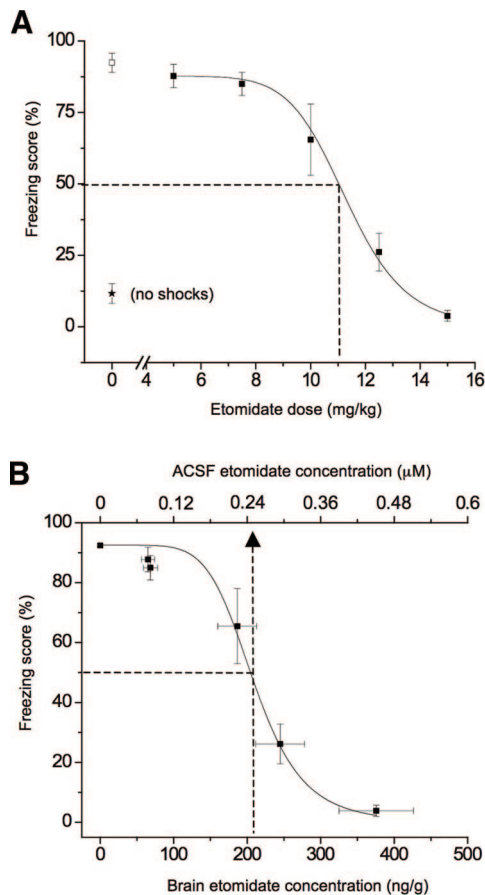 A
100
75
50
25
0
Freezing score (%)
(no shocks)
0 4 6 8 10 12 14 16
Etomidate dose (mg/kg)
B
ACSF etomidate concentration (μM)
0 0.12 0.24 0.36 0.48 0.6
100
80
60
40
20
0
Freezing score (%)
0 100 200 300 400 500
Brain etomidate concentration (ng/g)